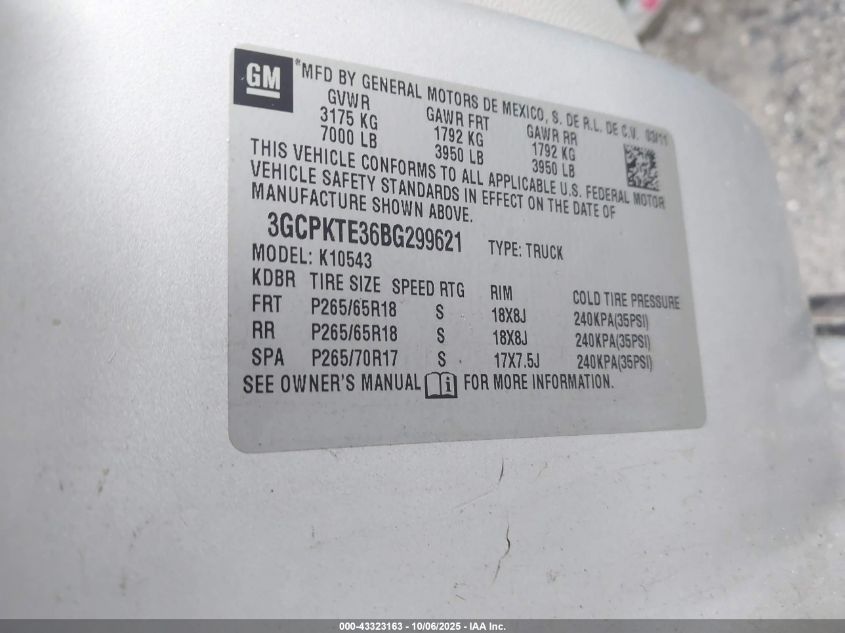 GM
*MFD BY GENERAL MOTORS DE MEXICO, S. DE R.L. DE C.V. 03/11
GVWR GAWR FRT GAWR RR
3175 KG 1792 KG 1792 KG
7000 LB 3950 LB 3950 LB
THIS VEHICLE CONFORMS TO ALL APPLICABLE U.S. FEDERAL MOTOR
VEHICLE SAFETY STANDARDS IN EFFECT ON THE DATE OF
MANUFACTURE SHOWN ABOVE.
3GCPKTE36BG299621 TYPE: TRUCK
MODEL: K10543
KDBR TIRE SIZE SPEED RTG RIM COLD TIRE PRESSURE
FRT P265/65R18 S 18X8J 240KPA(35PSI)
RR P265/65R18 S 18X8J 240KPA(35PSI)
SPA P265/70R17 S 17X7.5J 240KPA(35PSI)
SEE OWNER'S MANUAL i FOR MORE INFORMATION.
000-43323163 - 10/06/2025 - IAA Inc.